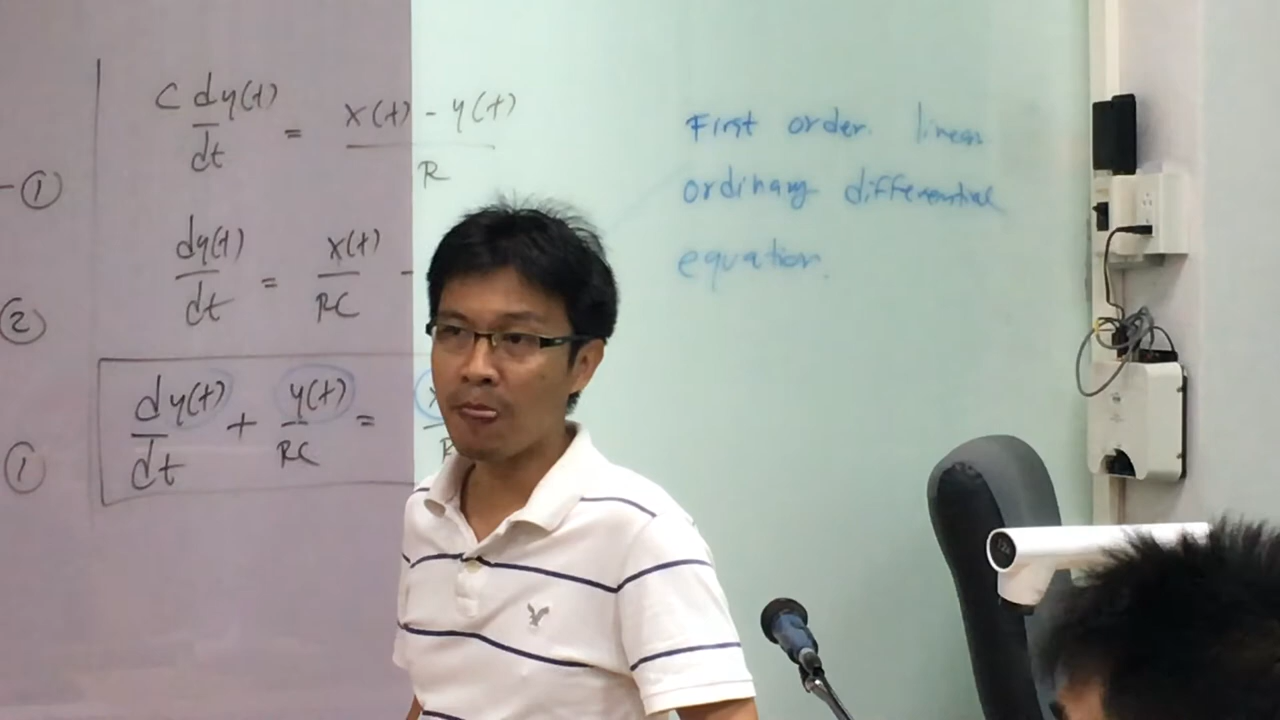 C dy(t)/dt = x(t) - y(t)/R
-①
dy(t)/dt = x(t)/RC -
②
dy(t)/dt + y(t)/RC =
①
First order linear
ordinary differential
equation.